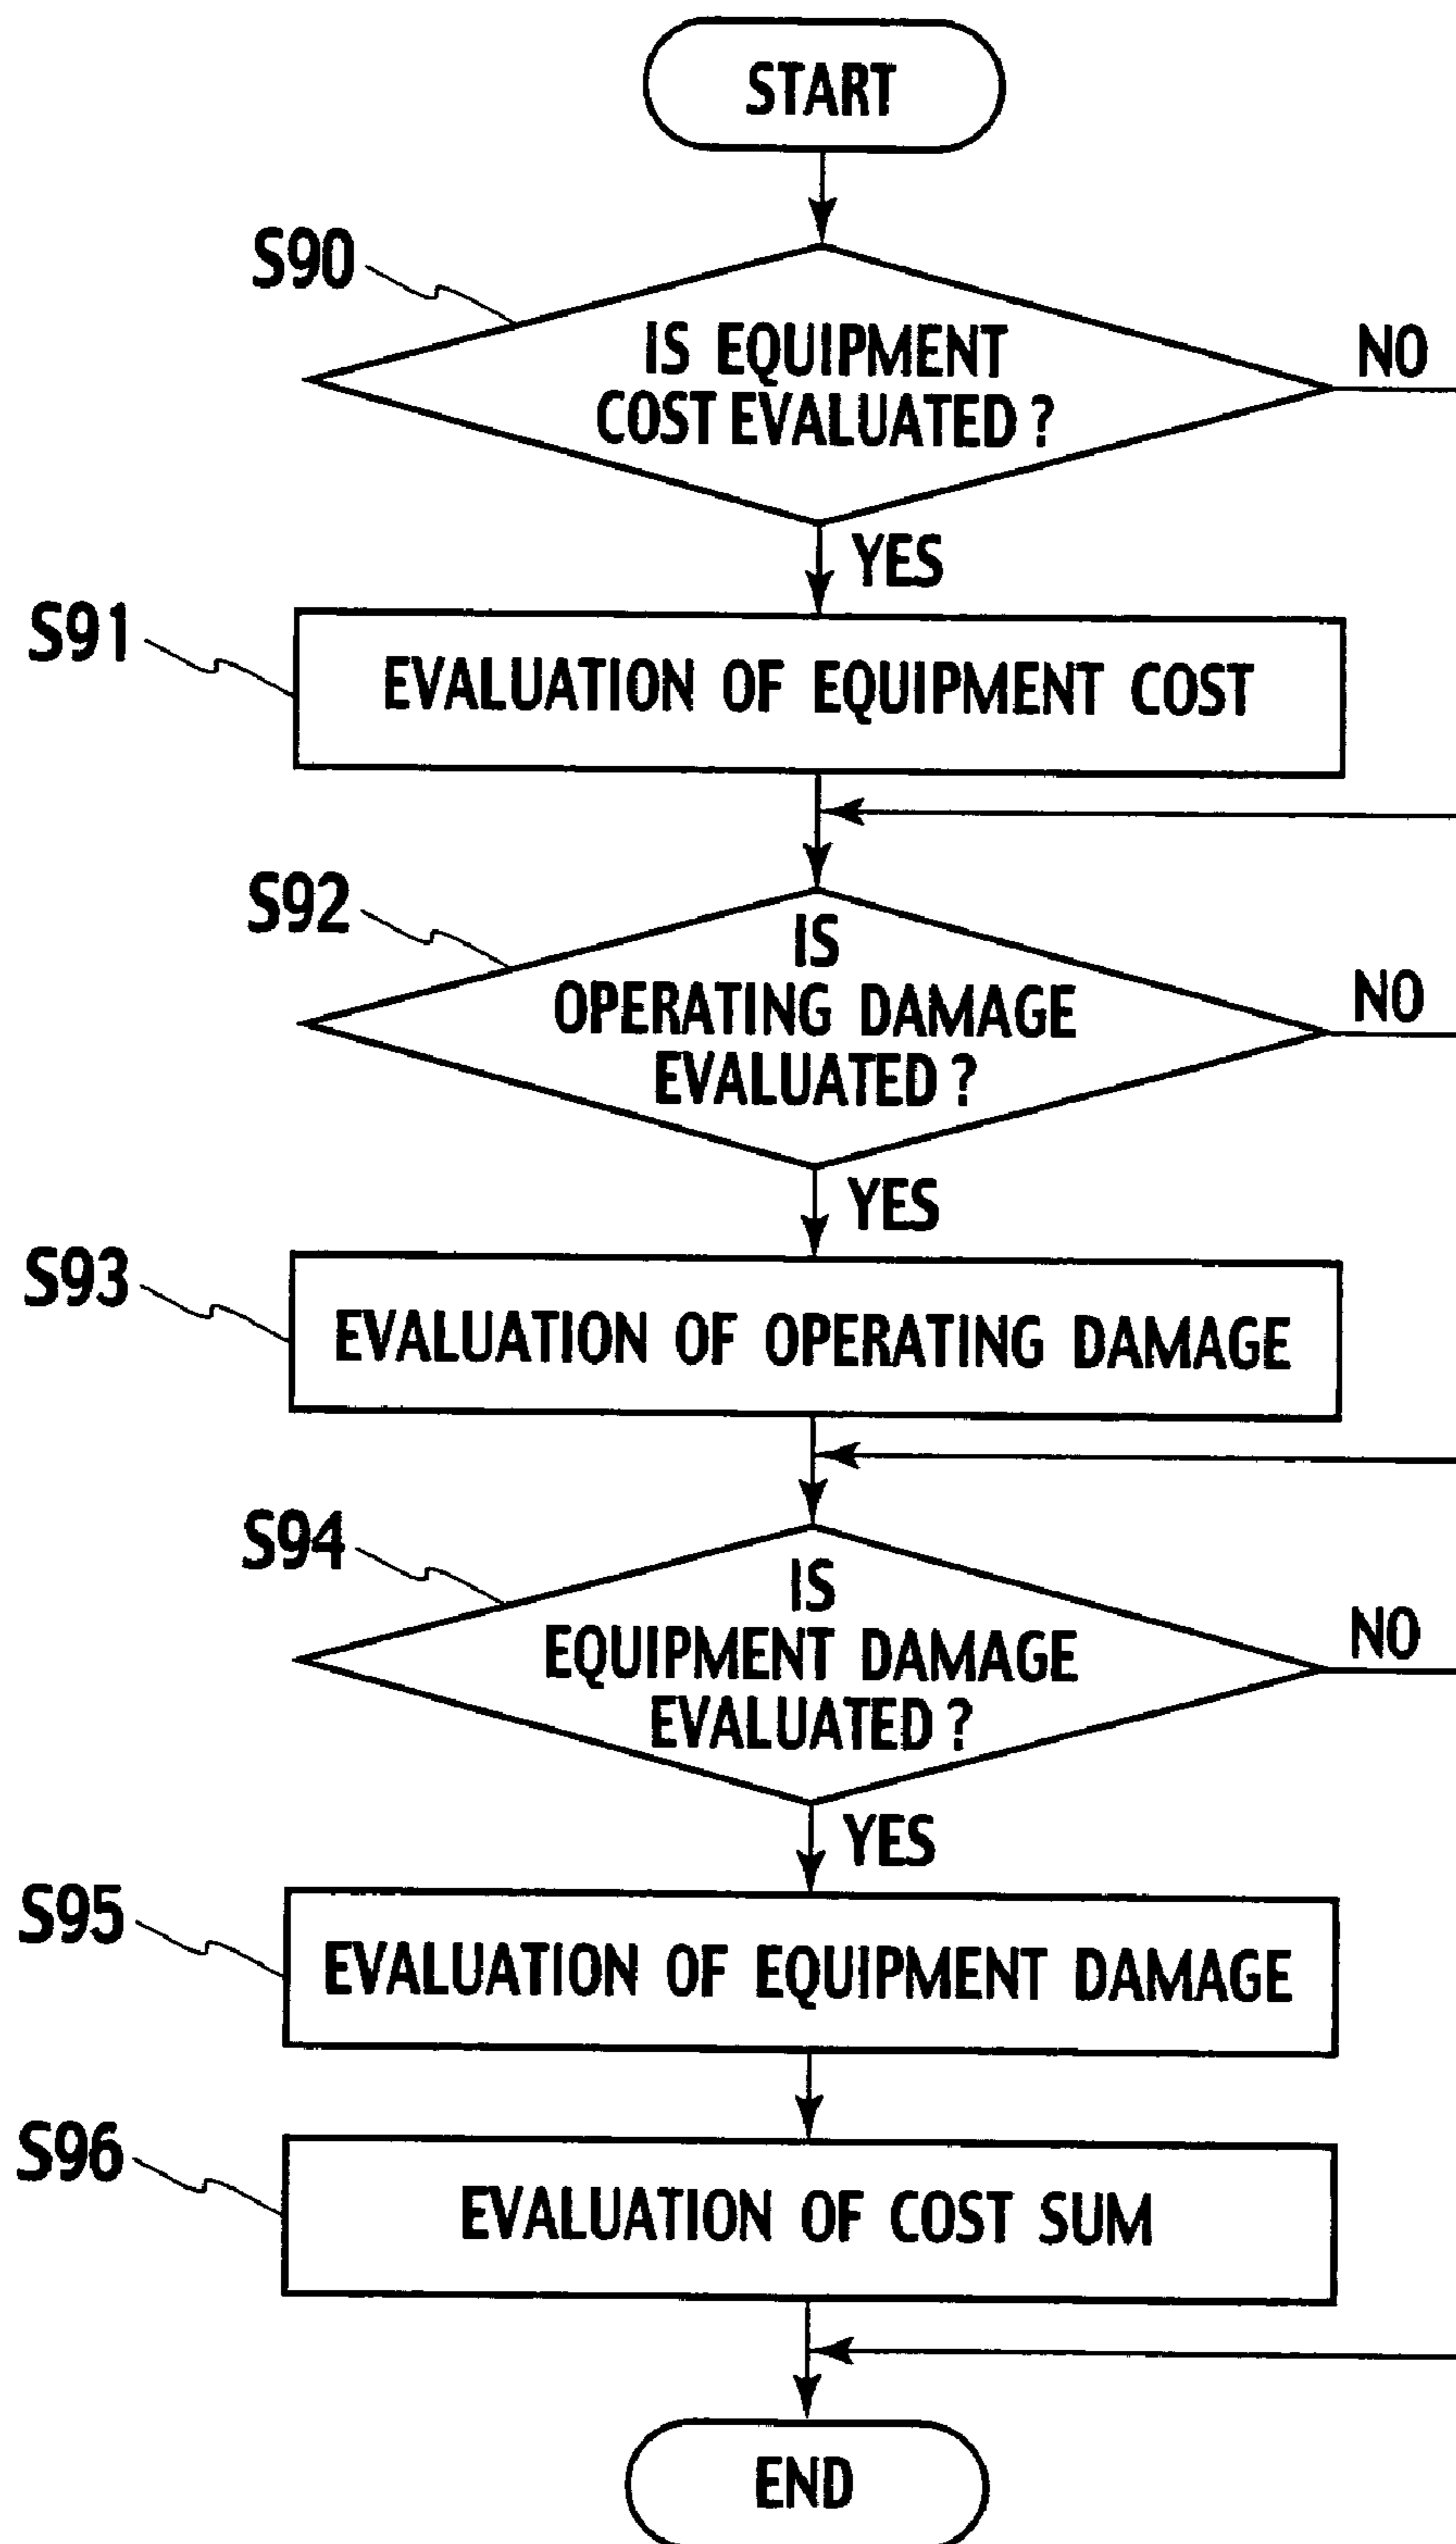 START
S90
IS EQUIPMENT
COST EVALUATED ?
NO
YES
S91
EVALUATION OF EQUIPMENT COST
S92
IS
OPERATING DAMAGE
EVALUATED ?
NO
YES
S93
EVALUATION OF OPERATING DAMAGE
S94
IS
EQUIPMENT DAMAGE
EVALUATED ?
NO
YES
S95
EVALUATION OF EQUIPMENT DAMAGE
S96
EVALUATION OF COST SUM
END